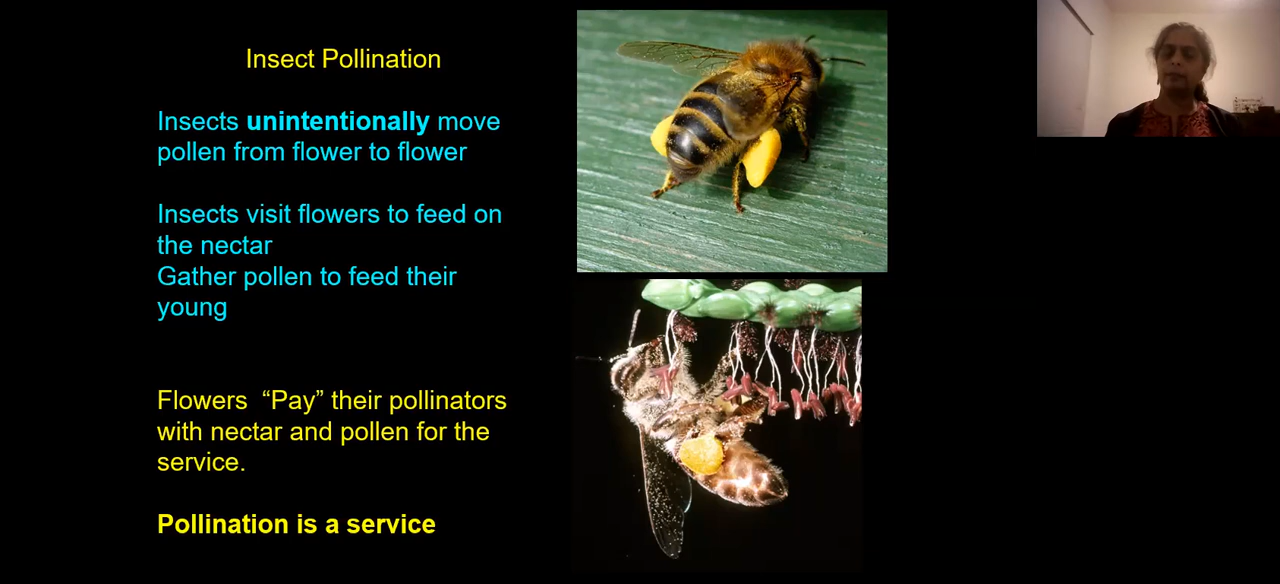 Insect Pollination
Insects unintentionally move
pollen from flower to flower
Insects visit flowers to feed on
the nectar
Gather pollen to feed their
young
Flowers “Pay” their pollinators
with nectar and pollen for the
service.
Pollination is a service